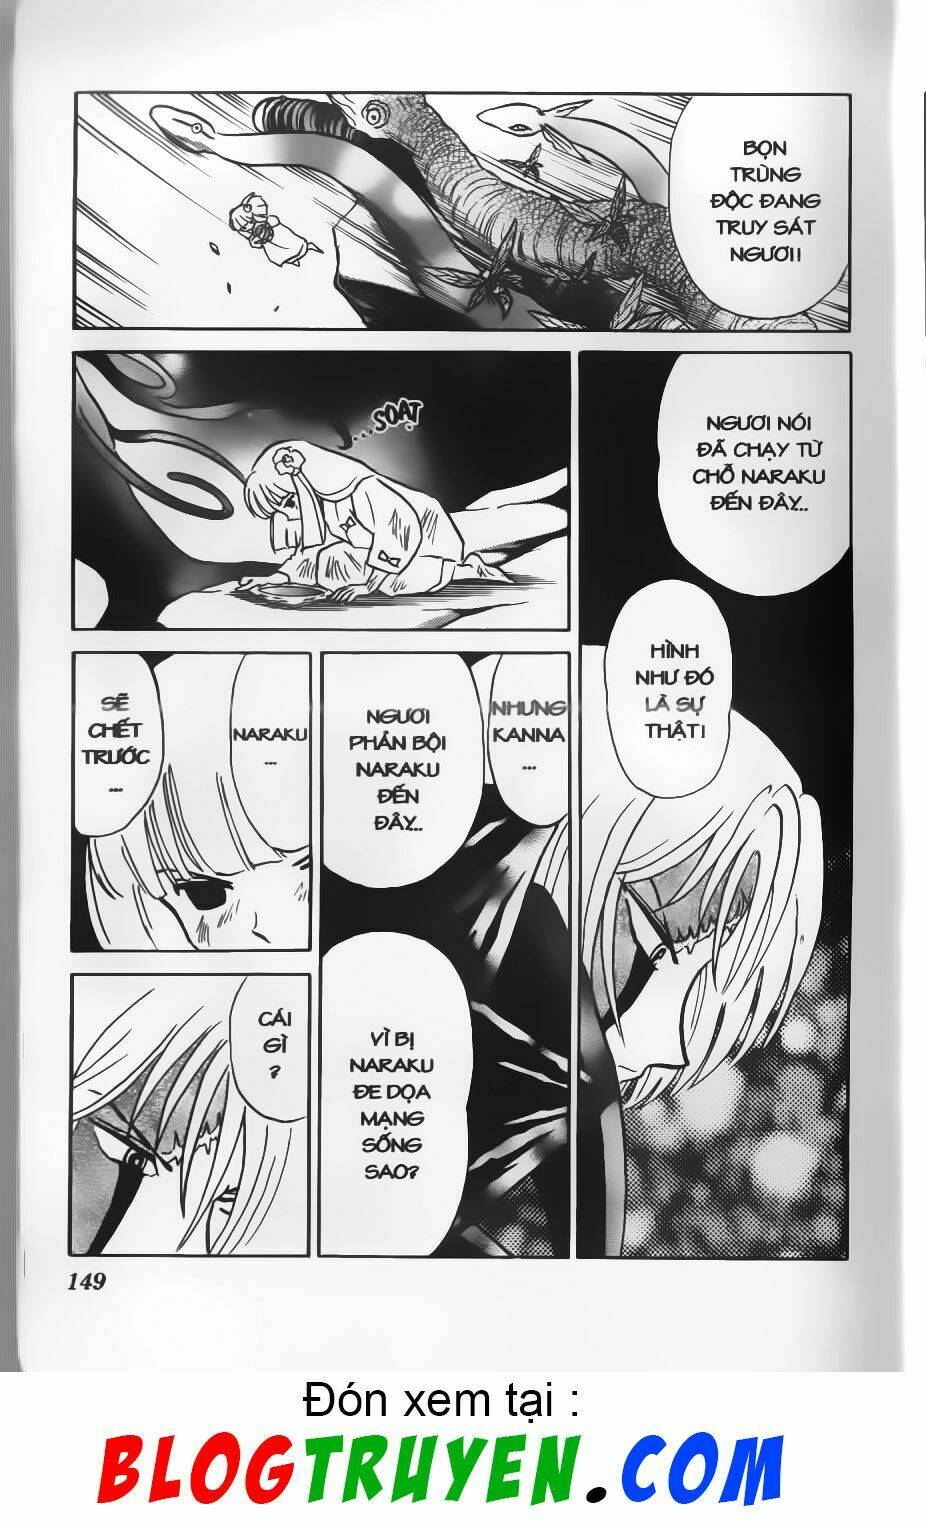 BỌN
TRÙNG
ĐỘC ĐANG
TRUY SÁT
NGƯƠI!
NGƯƠI NÓI
ĐÃ CHẠY TỪ
CHỖ NARAKU
ĐẾN ĐÂY...
HÌNH
NHƯ ĐÓ
LÀ SỰ
THẬT!
...SOẠT
NHƯNG
KANNA
...
NGƯƠI
PHẢN BỘI
NARAKU
ĐẾN
ĐÂY...
VÌ BỊ
NARAKU
ĐE DỌA
MẠNG
SỐNG
SAO?
NARAKU
...
SẼ
CHẾT
TRƯỚC
...
CÁI
GÌ
?
149
Đón xem tại :
BLOGTRUYEN.COM